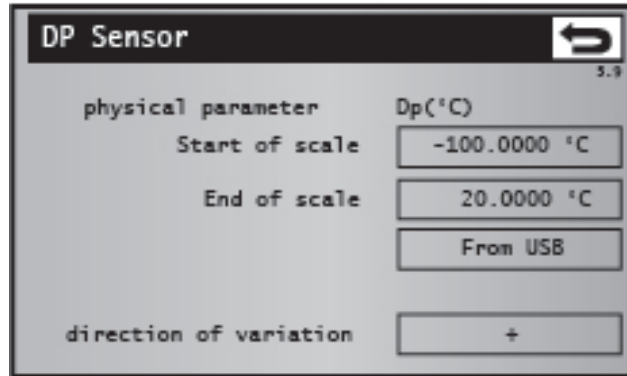 DP Sensor
5.9
physical parameter Dp(°C)
Start of scale -100.0000 °C
End of scale 20.0000 °C
From USB
direction of variation +